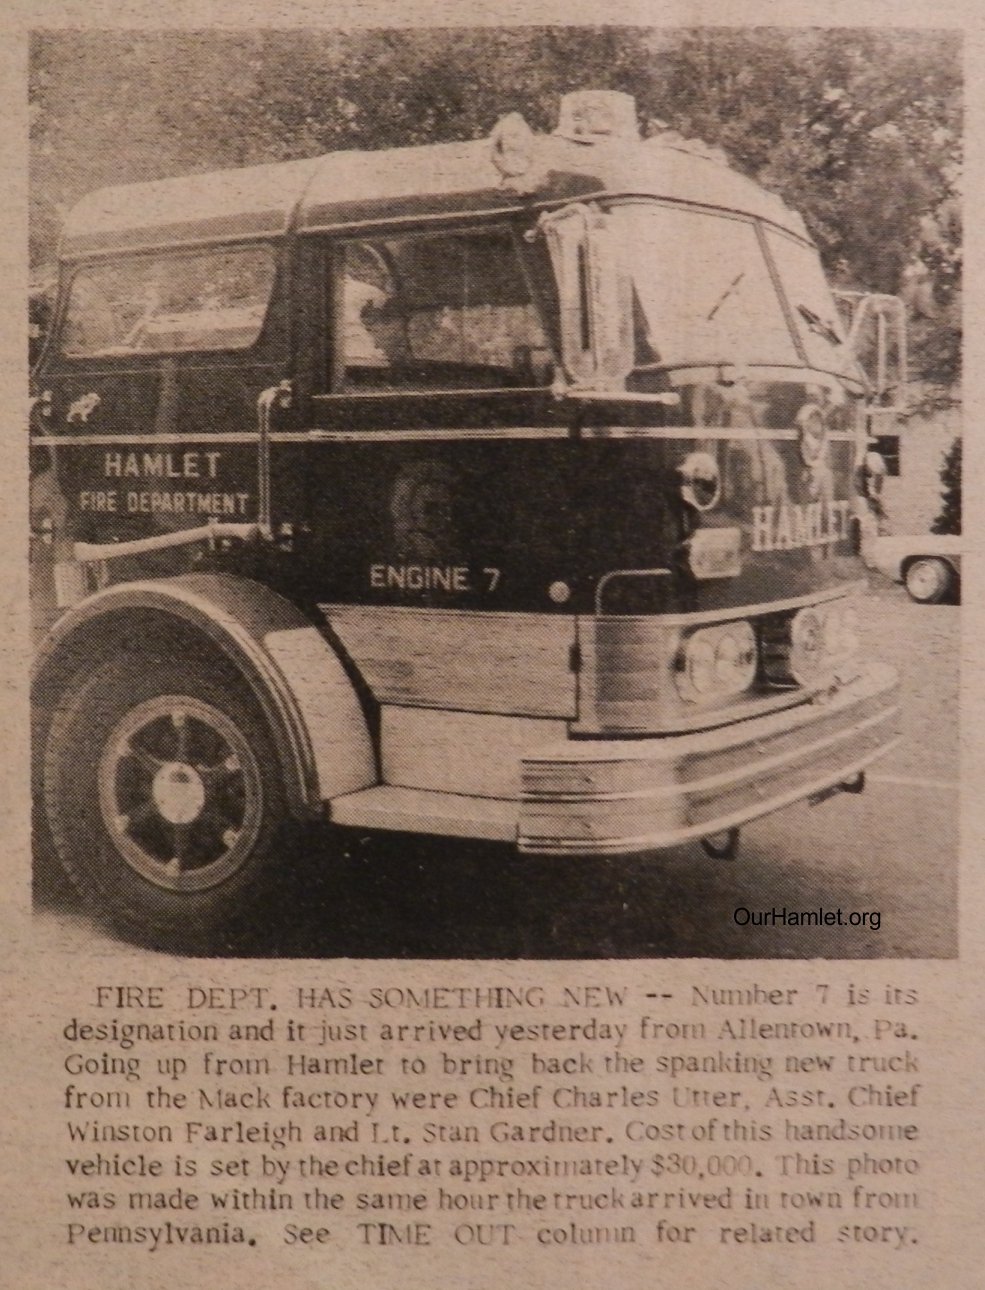 HAMLET
FIRE DEPARTMENT
ENGINE 7
HAMLET
OurHamlet.org
FIRE DEPT. HAS SOMETHING NEW -- Number 7 is its
designation and it just arrived yesterday from Allentown, Pa.
Going up from Hamlet to bring back the spanking new truck
from the Mack factory were Chief Charles Utter, Asst. Chief
Winston Farleigh and Lt. Stan Gardner. Cost of this handsome
vehicle is set by the chief at approximately $30,000. This photo
was made within the same hour the truck arrived in town from
Pennsylvania. See TIME OUT column for related story.